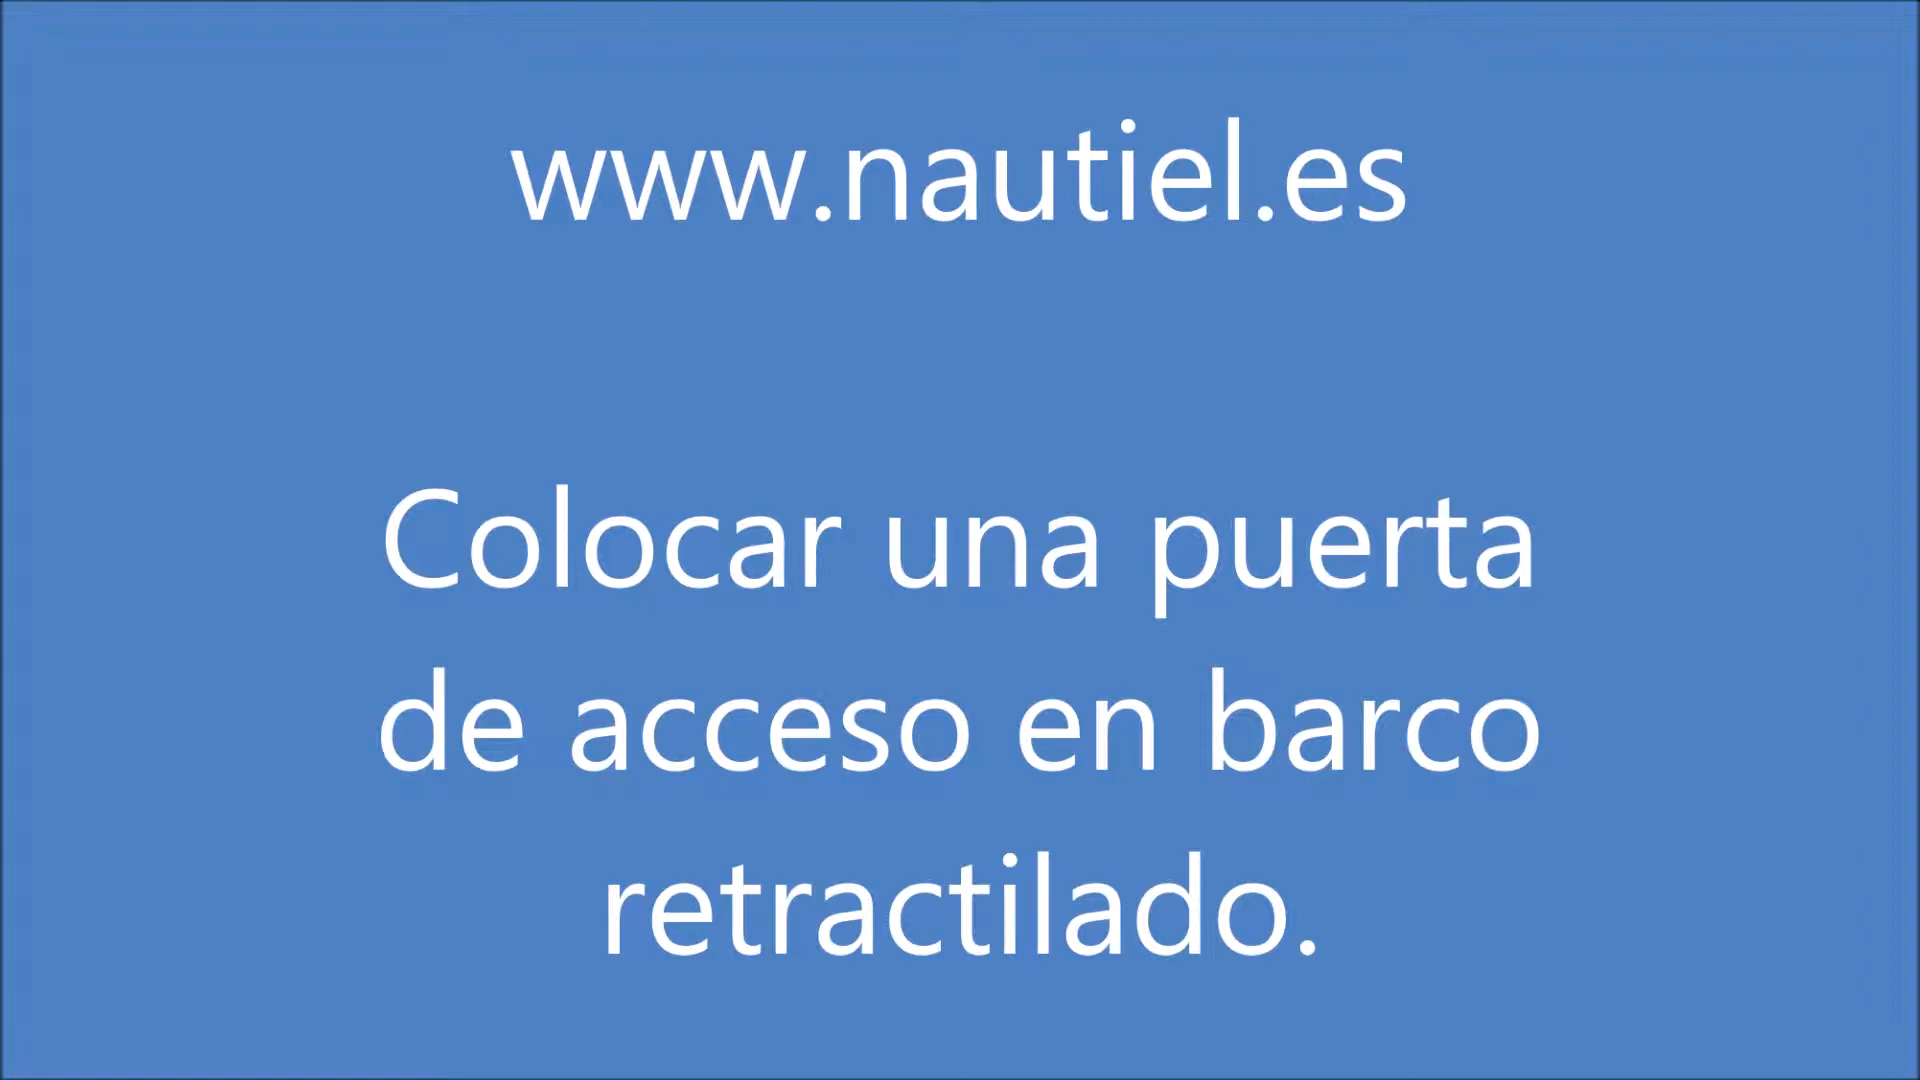 www.nautiel.es
Colocar una puerta
de acceso en barco
retractilado.